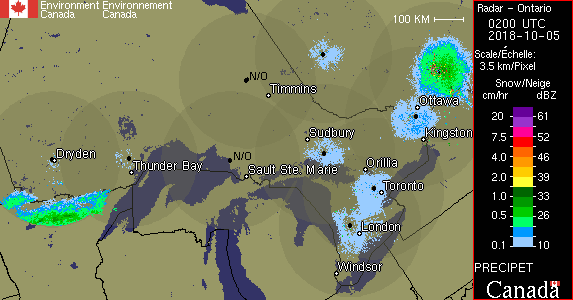 Environment Environnement
Canada Canada
100 KM
N/O
Timmins
Ottawa
Kingston
Sudbury
N/O
Dryden
Thunder Bay
Sault Ste. Marie
Orillia
Toronto
London
Windsor
Radar - Ontario
0200 UTC
2018-10-05
Scale/Échelle:
3.5 km/Pixel
Snow/Neige
cm/hr dBZ
20 61
7.5 52
4.0 46
2.0 39
1.0 33
0.5 26
0.1 10
PRECIPET
Canada